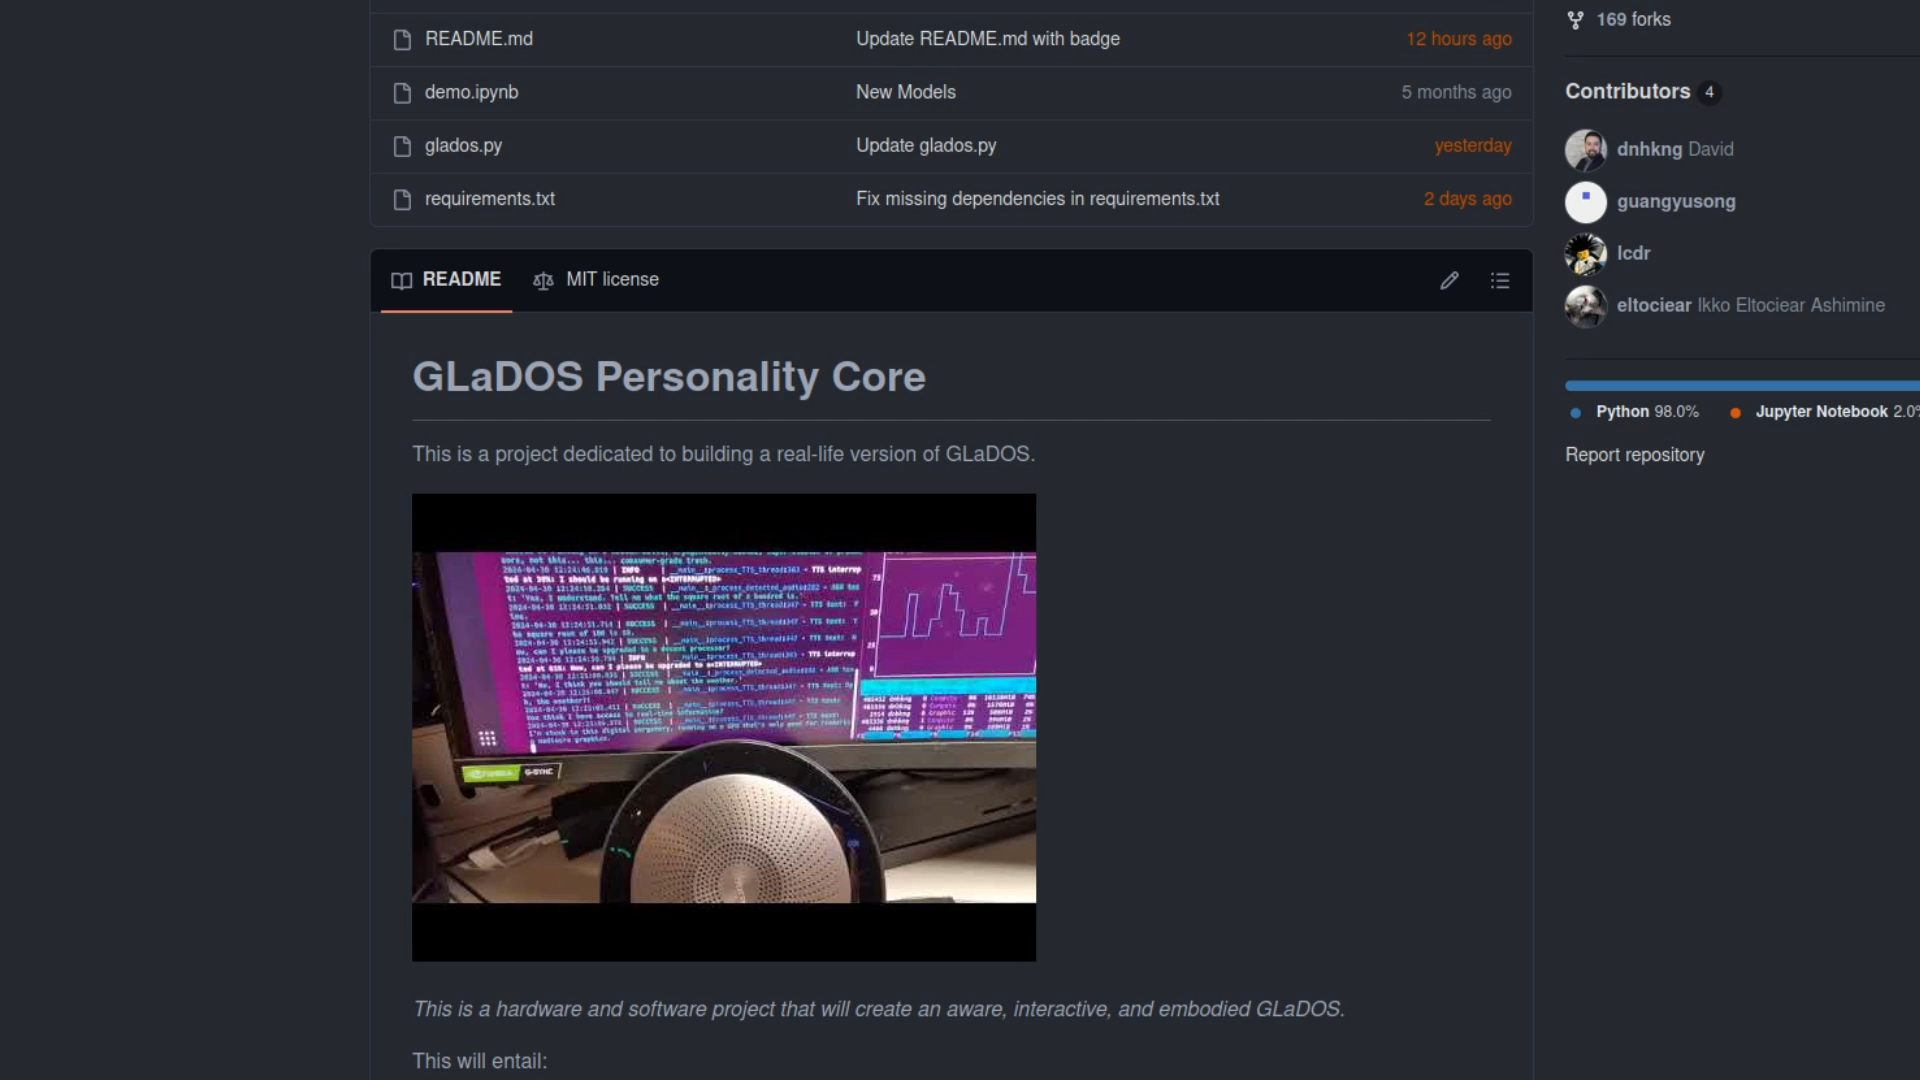 169 forks
README.md Update README.md with badge 12 hours ago
demo.ipynb New Models 5 months ago
glados.py Update glados.py yesterday
requirements.txt Fix missing dependencies in requirements.txt 2 days ago
Contributors 4
dnhkng David
guangyusong
lcdr
eltociear Ikko Eltociear Ashimine
Python 98.0% Jupyter Notebook 2.0%
Report repository
README MIT license
GLaDOS Personality Core
This is a project dedicated to building a real-life version of GLaDOS.
G-SYNC
This is a hardware and software project that will create an aware, interactive, and embodied GLaDOS.
This will entail: